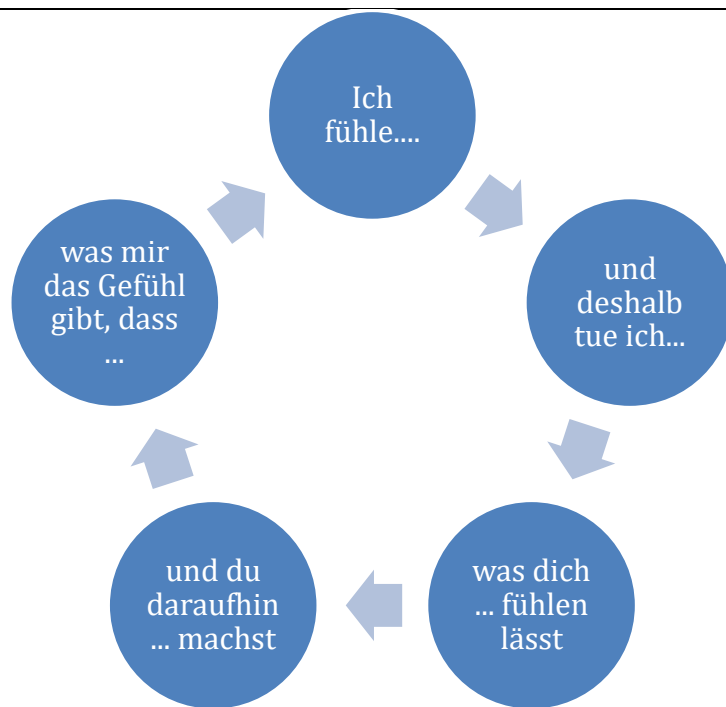 Ich
fühle....
und
deshalb
tue ich...
was dich
... fühlen
lässt
und du
daraufhin
... machst
was mir
das Gefühl
gibt, dass
...